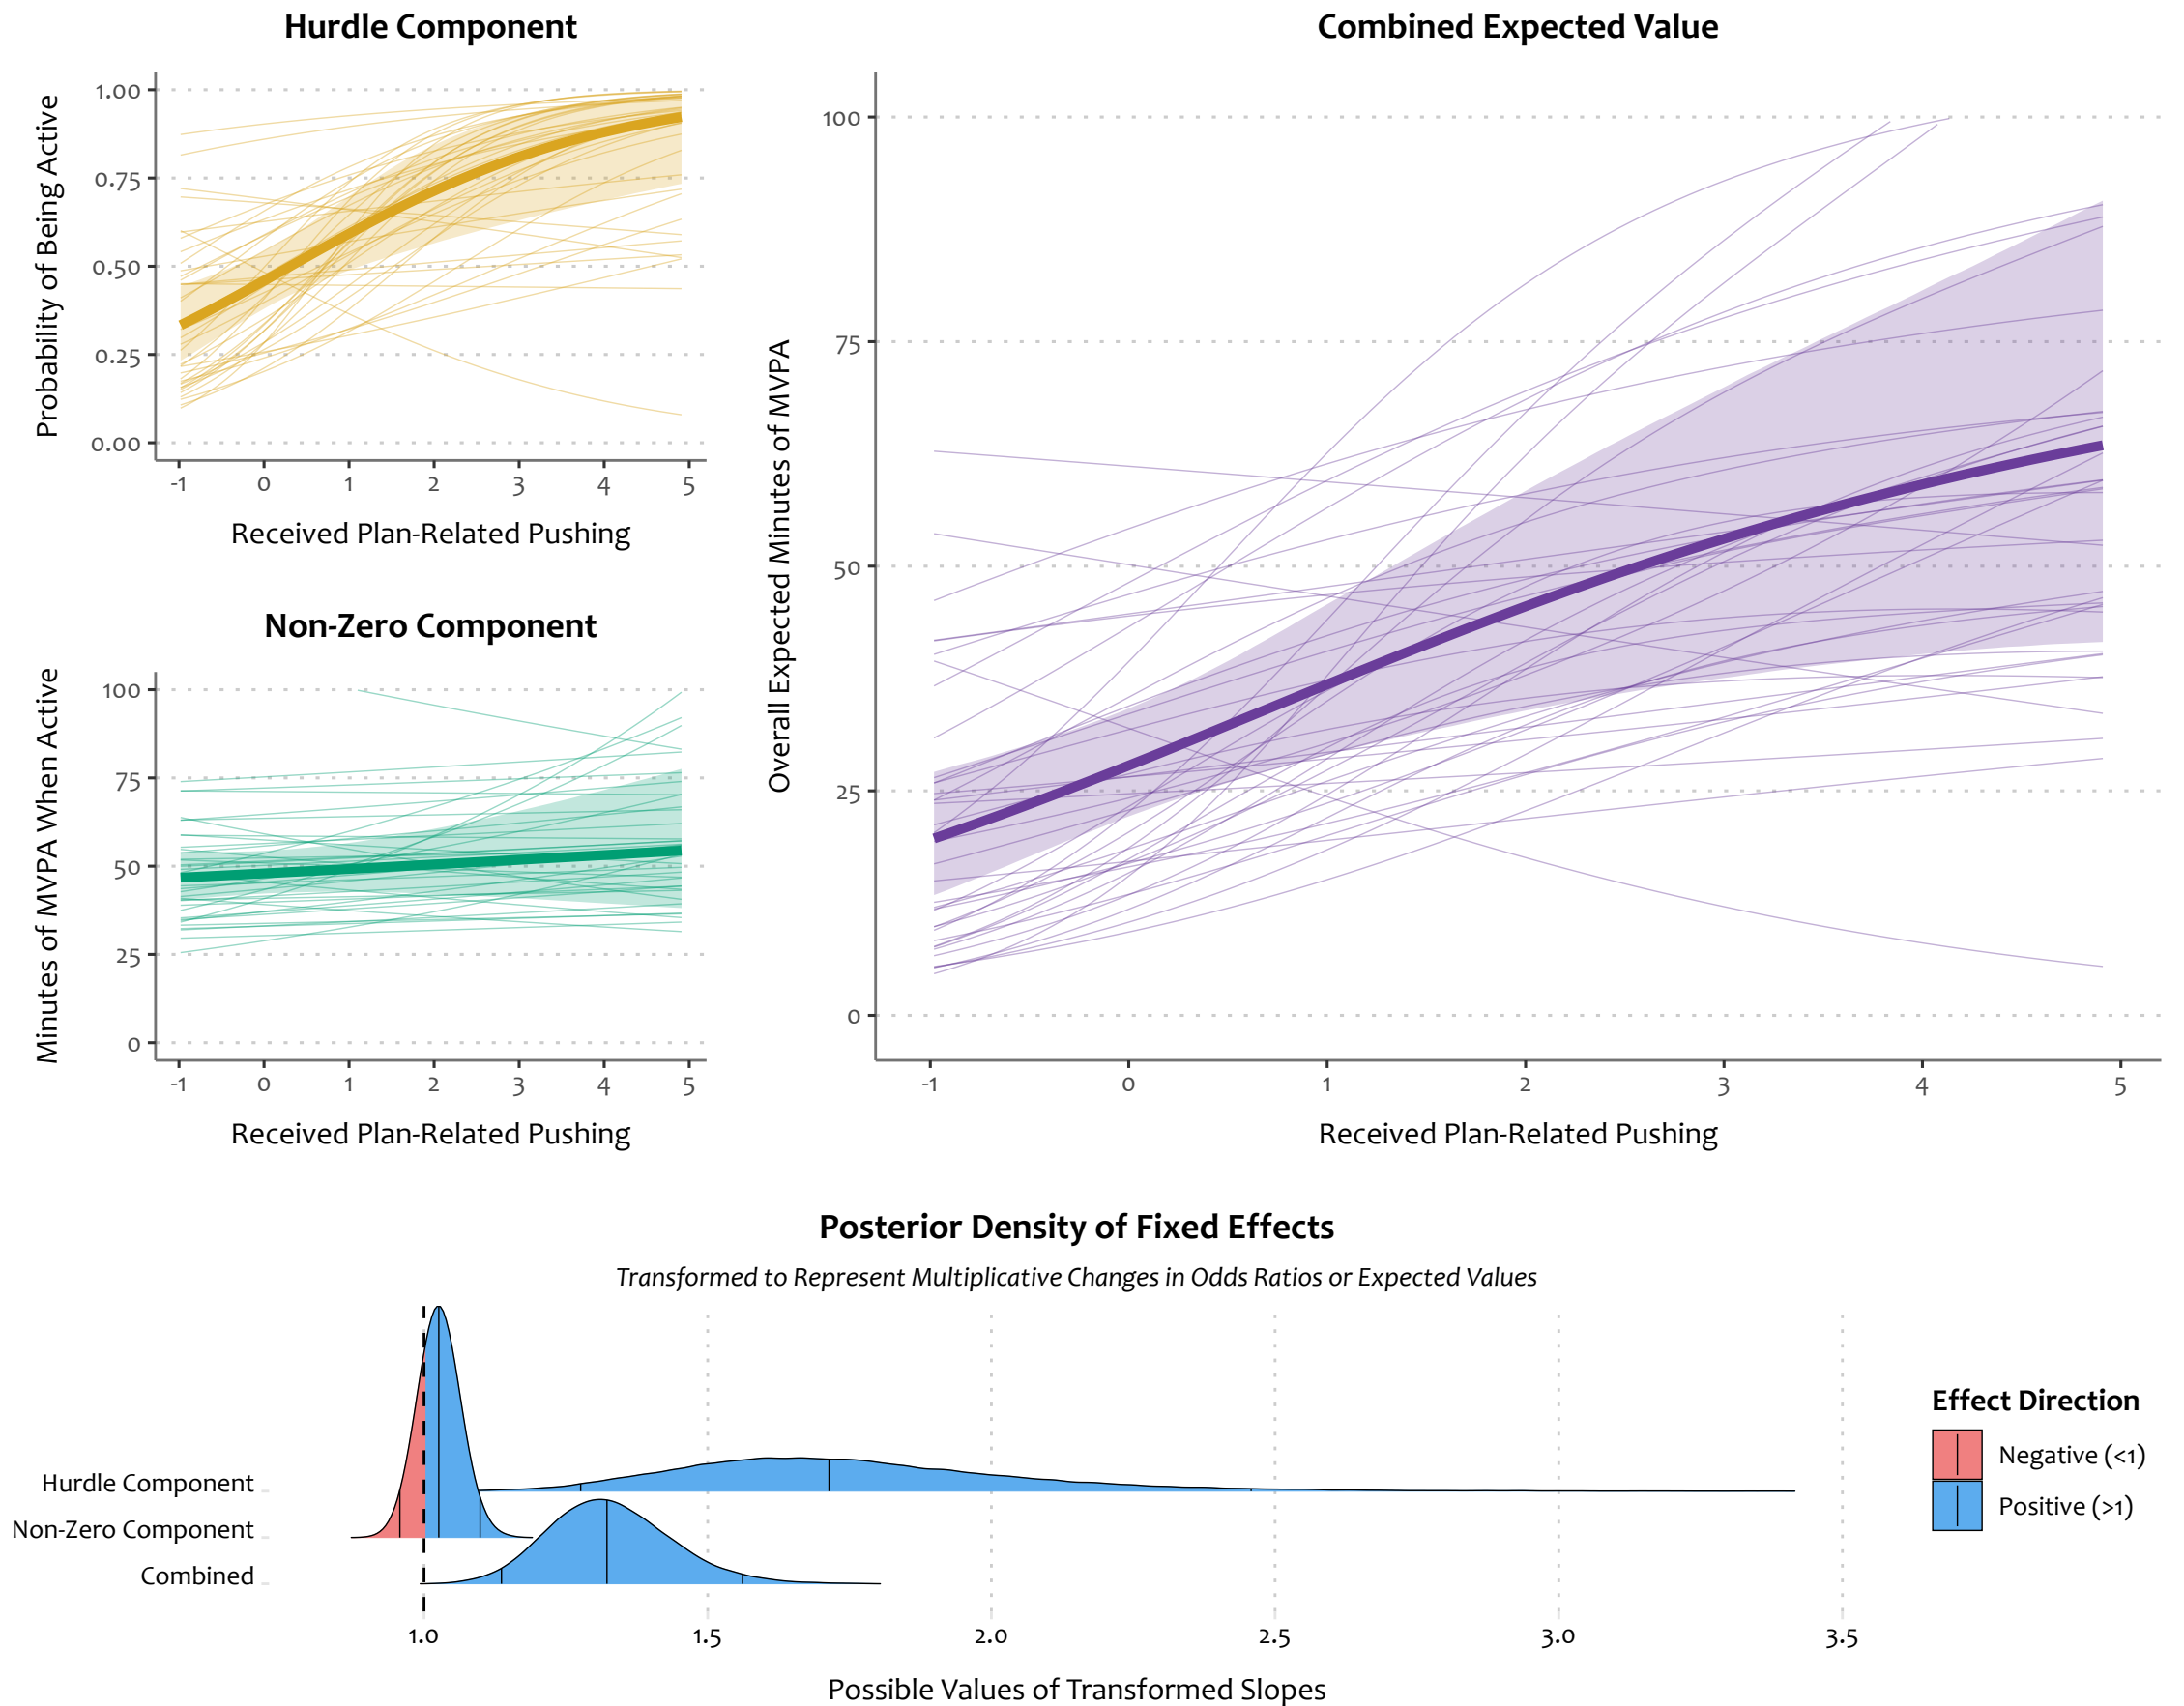 Hurdle Component
Probability of Being Active
1.00
0.75
0.50
0.25
0.00
-1 0 1 2 3 4 5
Received Plan-Related Pushing
Non-Zero Component
Minutes of MVPA When Active
100
75
50
25
0
-1 0 1 2 3 4 5
Received Plan-Related Pushing
Combined Expected Value
Overall Expected Minutes of MVPA
100
75
50
25
0
-1 0 1 2 3 4 5
Received Plan-Related Pushing
Posterior Density of Fixed Effects
Transformed to Represent Multiplicative Changes in Odds Ratios or Expected Values
Hurdle Component
Non-Zero Component
Combined
1.0 1.5 2.0 2.5 3.0 3.5
Possible Values of Transformed Slopes
Effect Direction
Negative (<1)
Positive (>1)